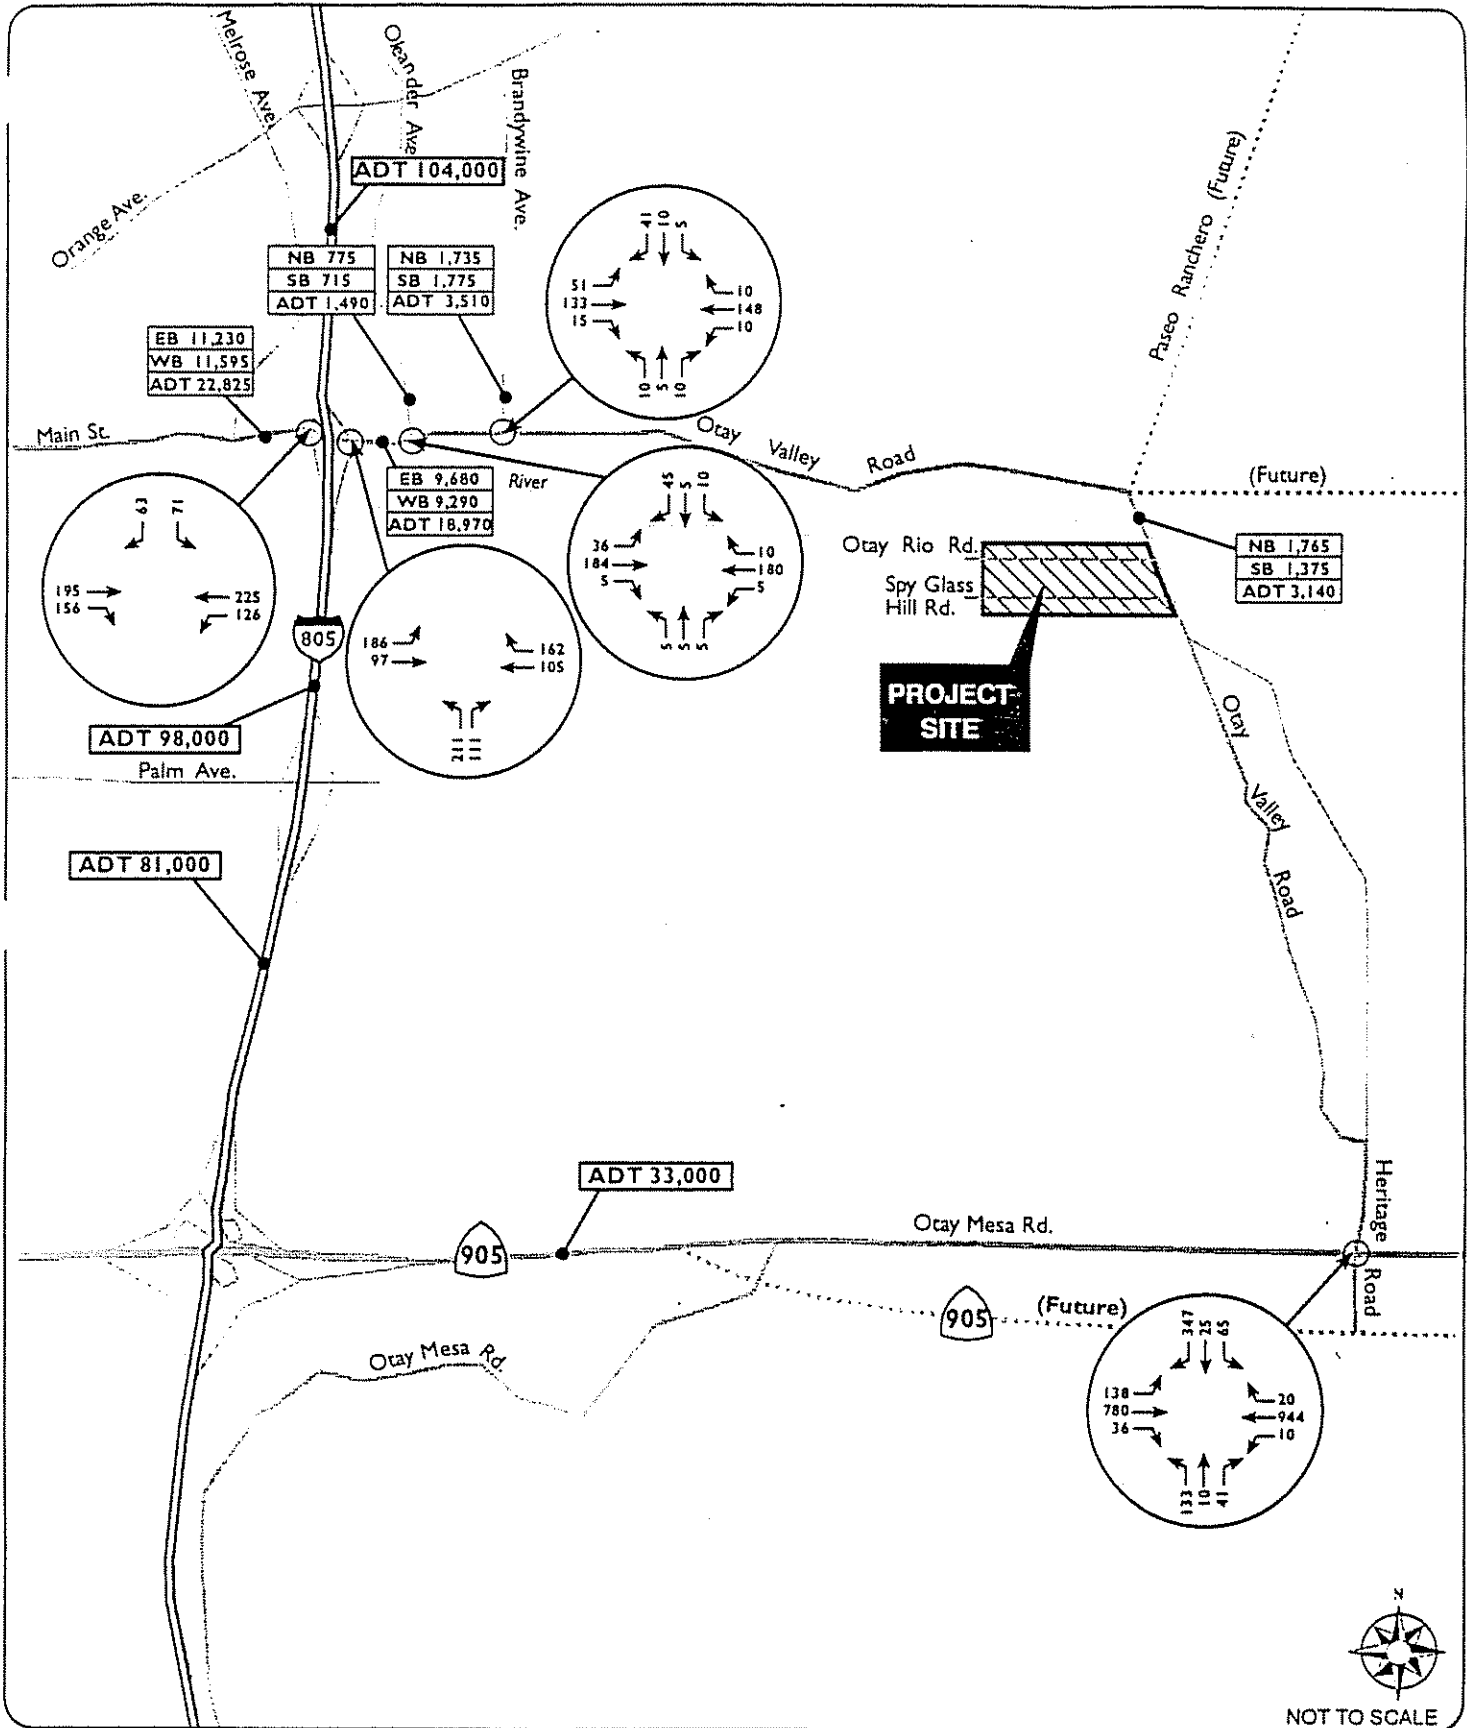 Melrose Ave.
Oleander Ave
Brandywine Ave.
Orange Ave.
ADT 104,000
NB 775
SB 715
ADT 1,490
NB 1,735
SB 1,775
ADT 3,510
41
10
5
51
133
15
10
148
10
10
5
10
Paseo Ranchero (Future)
EB 11,230
WB 11,595
ADT 22,825
Main St.
Otay Valley Road
(Future)
EB 9,680
WB 9,290
ADT 18,970
River
45
5
10
36
184
5
10
180
5
5
5
5
63
71
195
156
225
126
805
186
97
162
105
211
111
Otay Rio Rd.
Spy Glass
Hill Rd.
NB 1,765
SB 1,375
ADT 3,140
PROJECT
SITE
ADT 98,000
Palm Ave.
Otay Valley Road
ADT 81,000
ADT 33,000
905
Otay Mesa Rd.
Heritage Road
905
(Future)
Otay Mesa Rd.
347
25
65
138
780
36
20
944
10
133
10
41
N
NOT TO SCALE